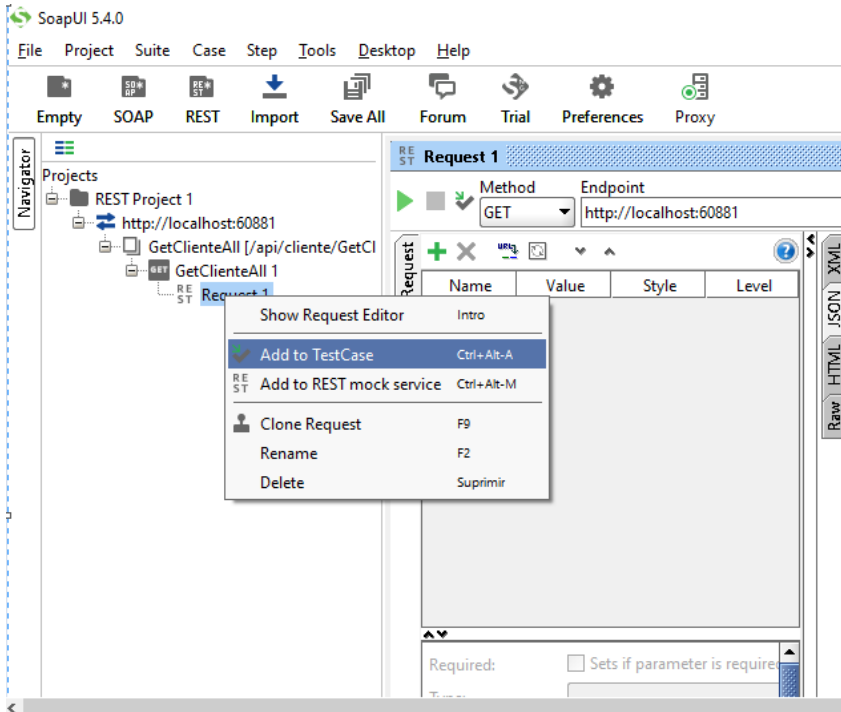 SoapUI 5.4.0
File Project Suite Case Step Tools Desktop Help
Empty SOAP REST Import Save All Forum Trial Preferences Proxy
Navigator
Projects
REST Project 1
http://localhost:60881
GetClienteAll [/api/cliente/GetCl
GET GetClienteAll 1
REST Request 1
Show Request Editor Intro
Add to TestCase Ctrl+Alt-A
REST Add to REST mock service Ctrl+Alt-M
Clone Request F9
Rename F2
Delete Suprimir
REST Request 1
Method Endpoint
GET http://localhost:60881
Request
Name Value Style Level
Required: Sets if parameter is required
XML
JSON
HTML
Raw